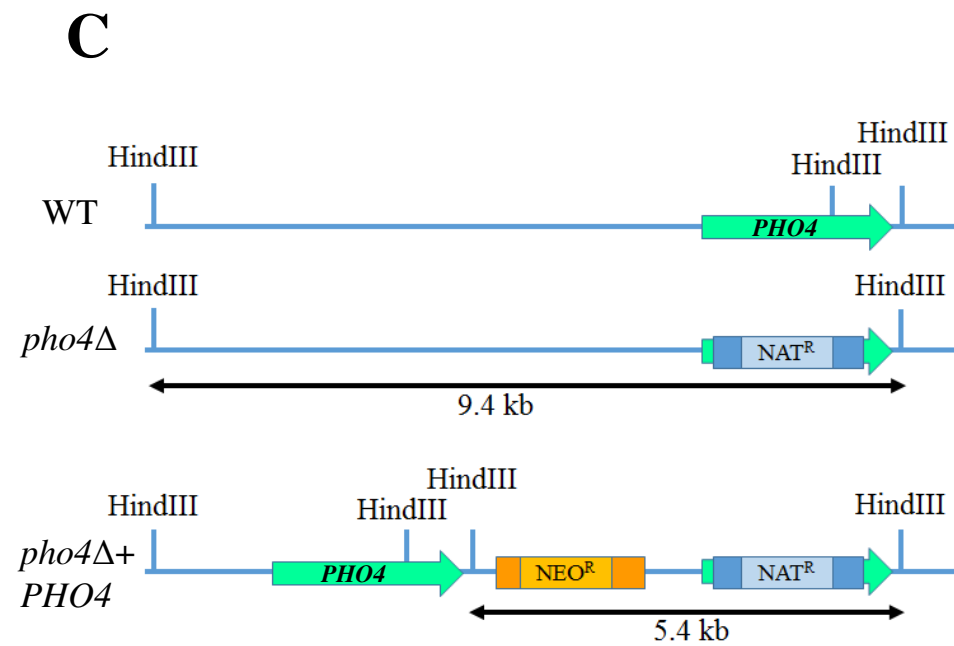 C
HindIII
HindIII
HindIII
WT
PHO4
HindIII
HindIII
pho4Δ
NATᴿ
9.4 kb
HindIII
HindIII
HindIII
HindIII
pho4Δ+
PHO4
PHO4
NEOᴿ
NATᴿ
5.4 kb